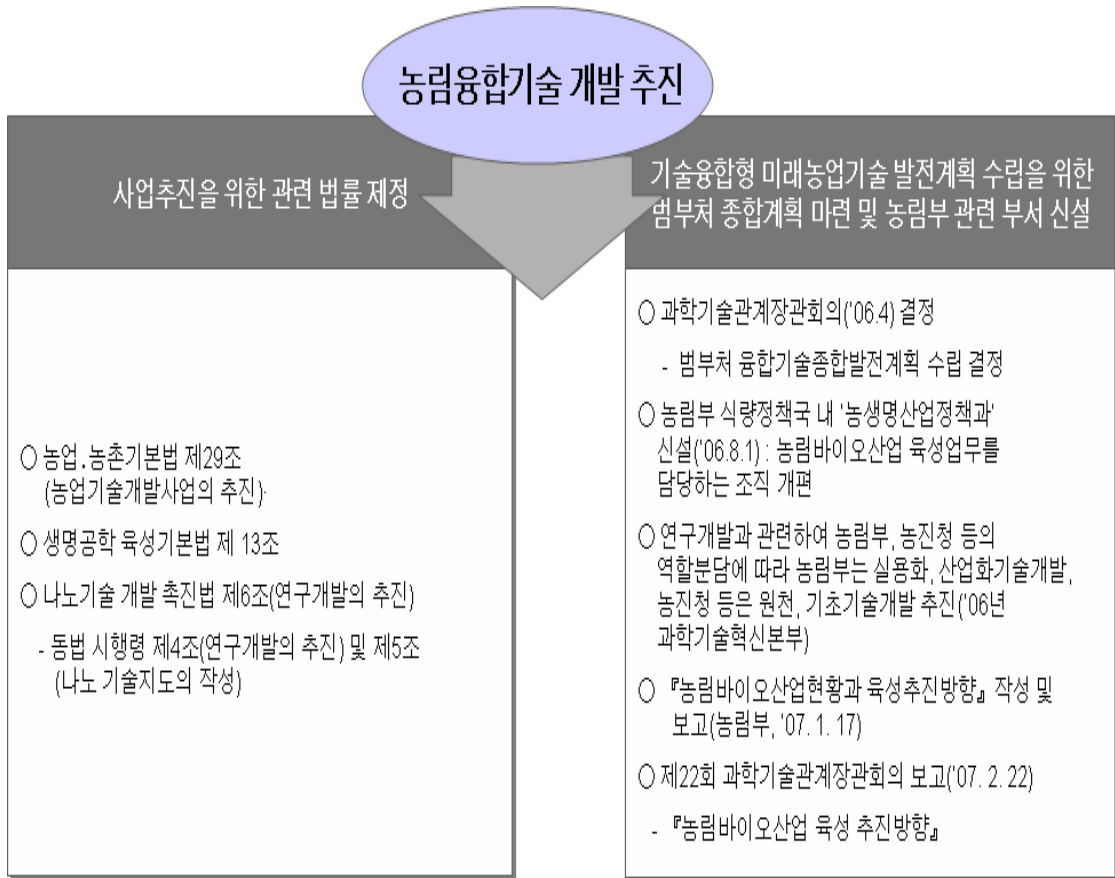 농림융합기술 개발 추진
사업추진을 위한 관련 법률 제정
○ 농업․농촌기본법 제29조
(농업기술개발사업의 추진)
○ 생명공학 육성기본법 제 13조
○ 나노기술 개발 촉진법 제6조(연구개발의 추진)
- 동법 시행령 제4조(연구개발의 추진) 및 제5조
(나노 기술지도의 작성)
기술융합형 미래농업기술 발전계획 수립을 위한
범부처 종합계획 마련 및 농림부 관련 부서 신설
○ 과학기술관계장관회의('06.4) 결정
- 범부처 융합기술종합발전계획 수립 결정
○ 농림부 식량정책국 내 '농생명산업정책과'
신설('06.8.1) : 농림바이오산업 육성업무를
담당하는 조직 개편
○ 연구개발과 관련하여 농림부, 농진청 등의
역할분담에 따라 농림부는 실용화, 산업화기술개발,
농진청 등은 원천, 기초기술개발 추진('06년
과학기술혁신본부)
○ 『농림바이오산업현황과 육성추진방향』 작성 및
보고(농림부, '07. 1. 17)
○ 제22회 과학기술관계장관회의 보고('07. 2. 22)
- 『농림바이오산업 육성 추진방향』